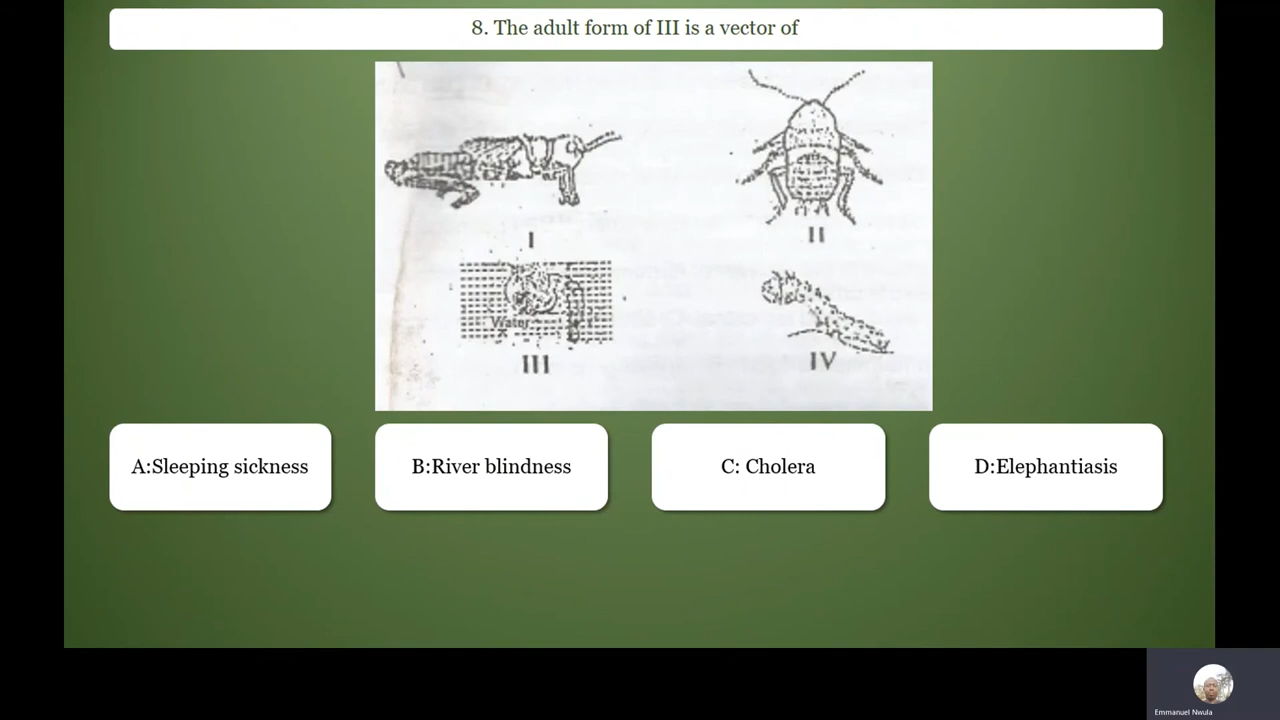 8. The adult form of III is a vector of
I
II
Water
III
IV
A:Sleeping sickness
B:River blindness
C: Cholera
D:Elephantiasis
Emmanuel Nwula